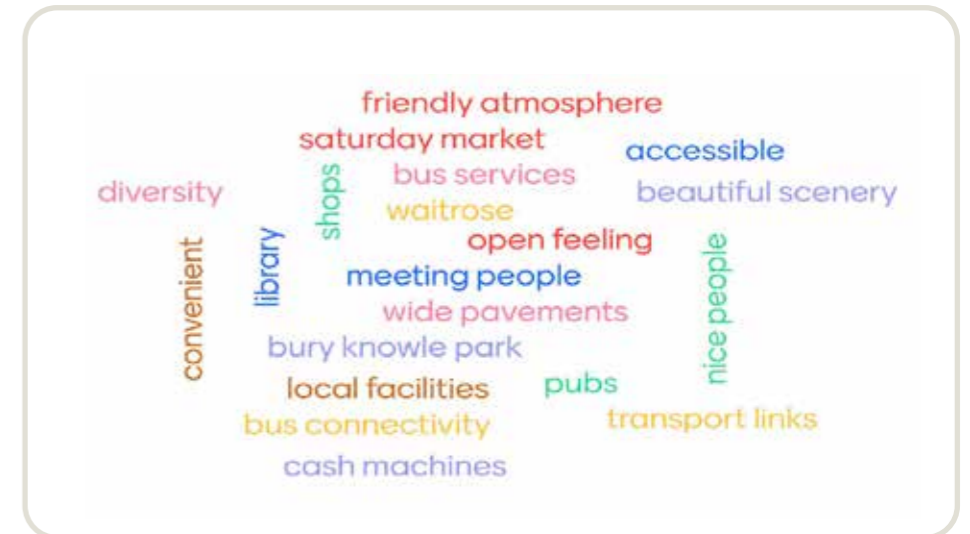 friendly atmosphere
saturday market
accessible
shops
bus services
diversity
beautiful scenery
waitrose
open feeling
convenient
library
nice people
meeting people
wide pavements
bury knowle park
local facilities
pubs
transport links
bus connectivity
cash machines